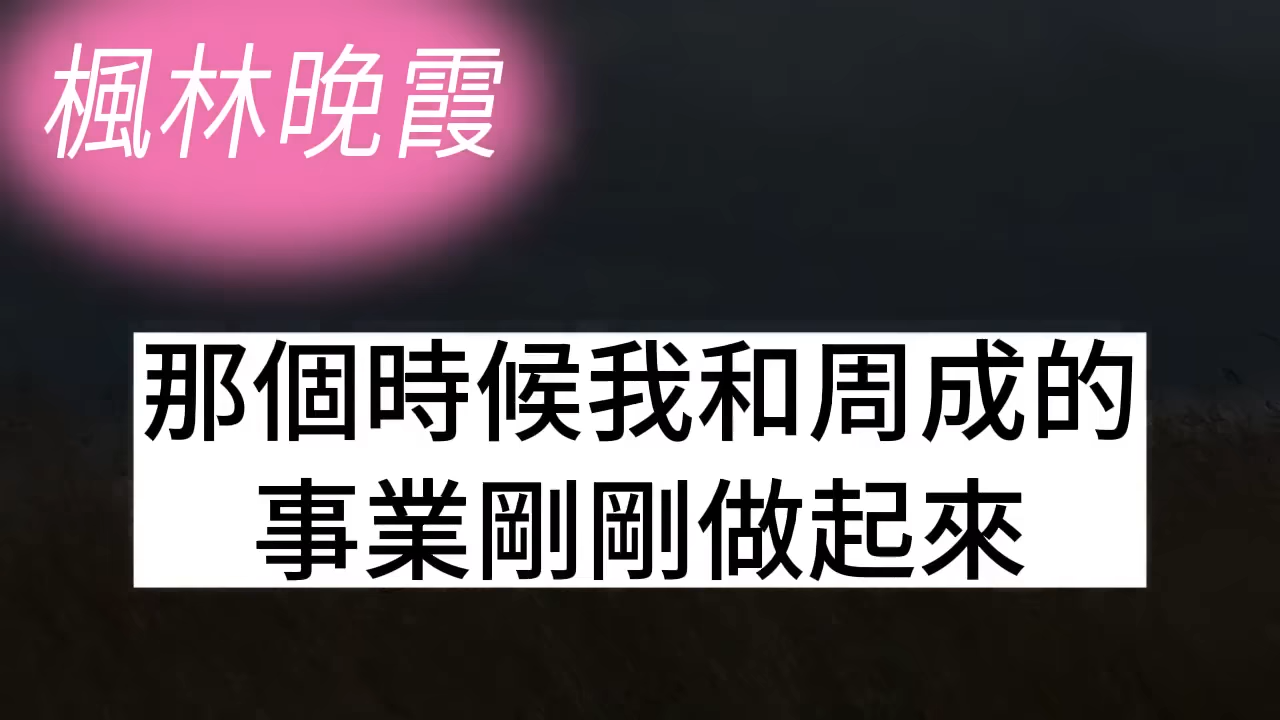 楓林晚霞
那個時候我和周成的
事業剛剛做起來